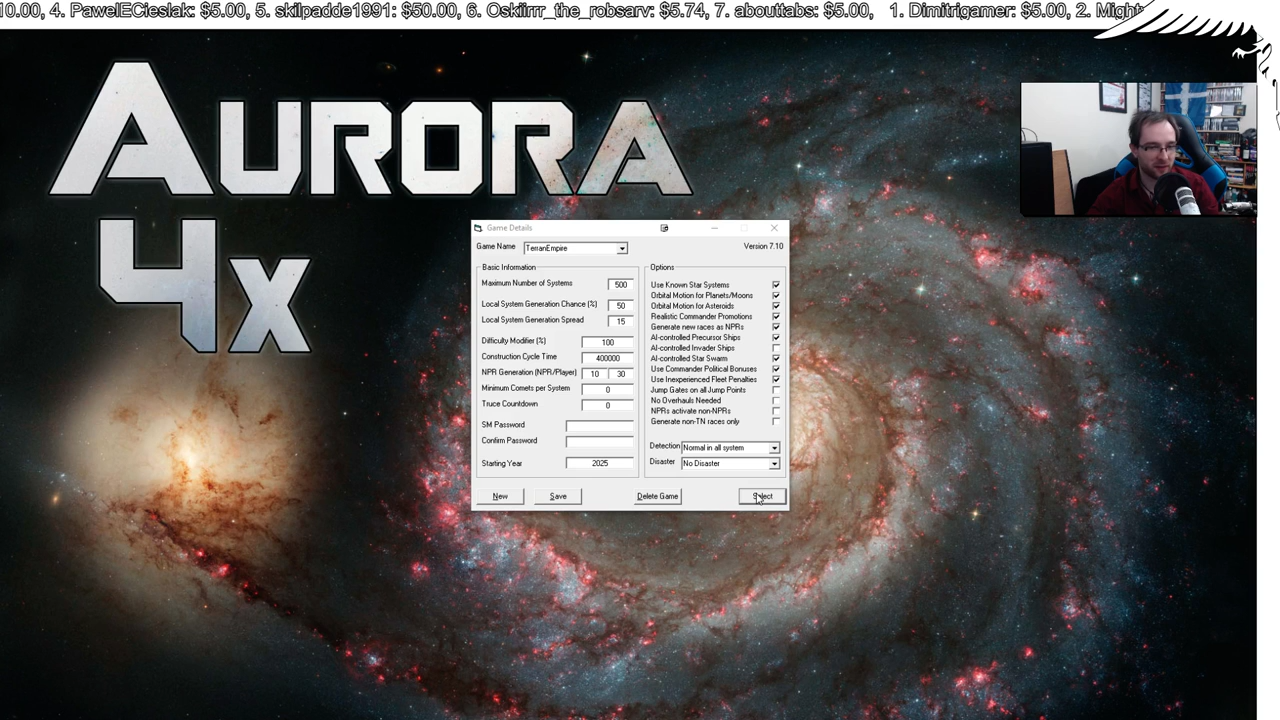 10.00, 4. PawelECieslak: $5.00, 5. skilpadde1991: $50.00, 6. Oskiirrr_the_robsarv: $5.74, 7. abouttabs: $5.00, 1. Dimitrigamer: $5.00, 2. Might
AURORA
4X
Game Details
Game Name TerranEmpire Version 7.10
Basic Information
Maximum Number of Systems 500
Local System Generation Chance (%) 50
Local System Generation Spread 15
Difficulty Modifier (%) 100
Construction Cycle Time 400000
NPR Generation (NPR/Player) 10 30
Minimum Comets per System 0
Truce Countdown 0
SM Password
Confirm Password
Starting Year 2025
Options
Use Known Star Systems
Orbital Motion for Planets/Moons
Orbital Motion for Asteroids
Realistic Commander Promotions
Generate new races as NPRs
AI-controlled Precursor Ships
AI-controlled Invader Ships
AI-controlled Star Swarm
Use Commander Political Bonuses
Use Inexperienced Fleet Penalties
Jump Gates on all Jump Points
No Overhauls Needed
NPRs activate non-NPRs
Generate non-TN races only
Detection Normal in all system
Disaster No Disaster
New Save Delete Game Select